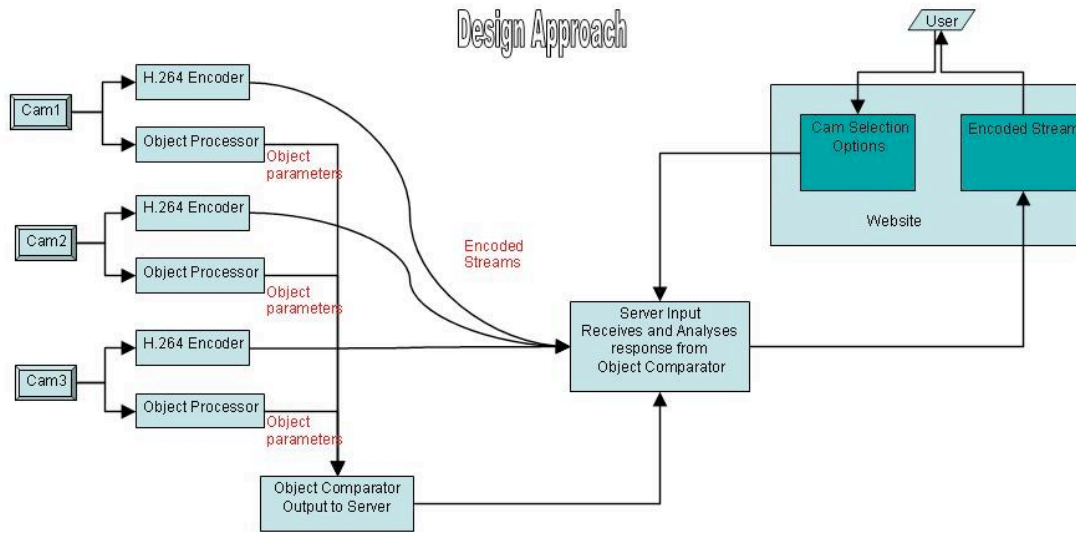 Design Approach
User
H.264 Encoder
Cam1
Object Processor
Object
parameters
Cam Selection
Options
Encoded Stream
Website
H.264 Encoder
Cam2
Object Processor
Object
parameters
Encoded
Streams
Server Input
Receives and Analyses
response from
Object Comparator
H.264 Encoder
Cam3
Object Processor
Object
parameters
Object Comparator
Output to Server